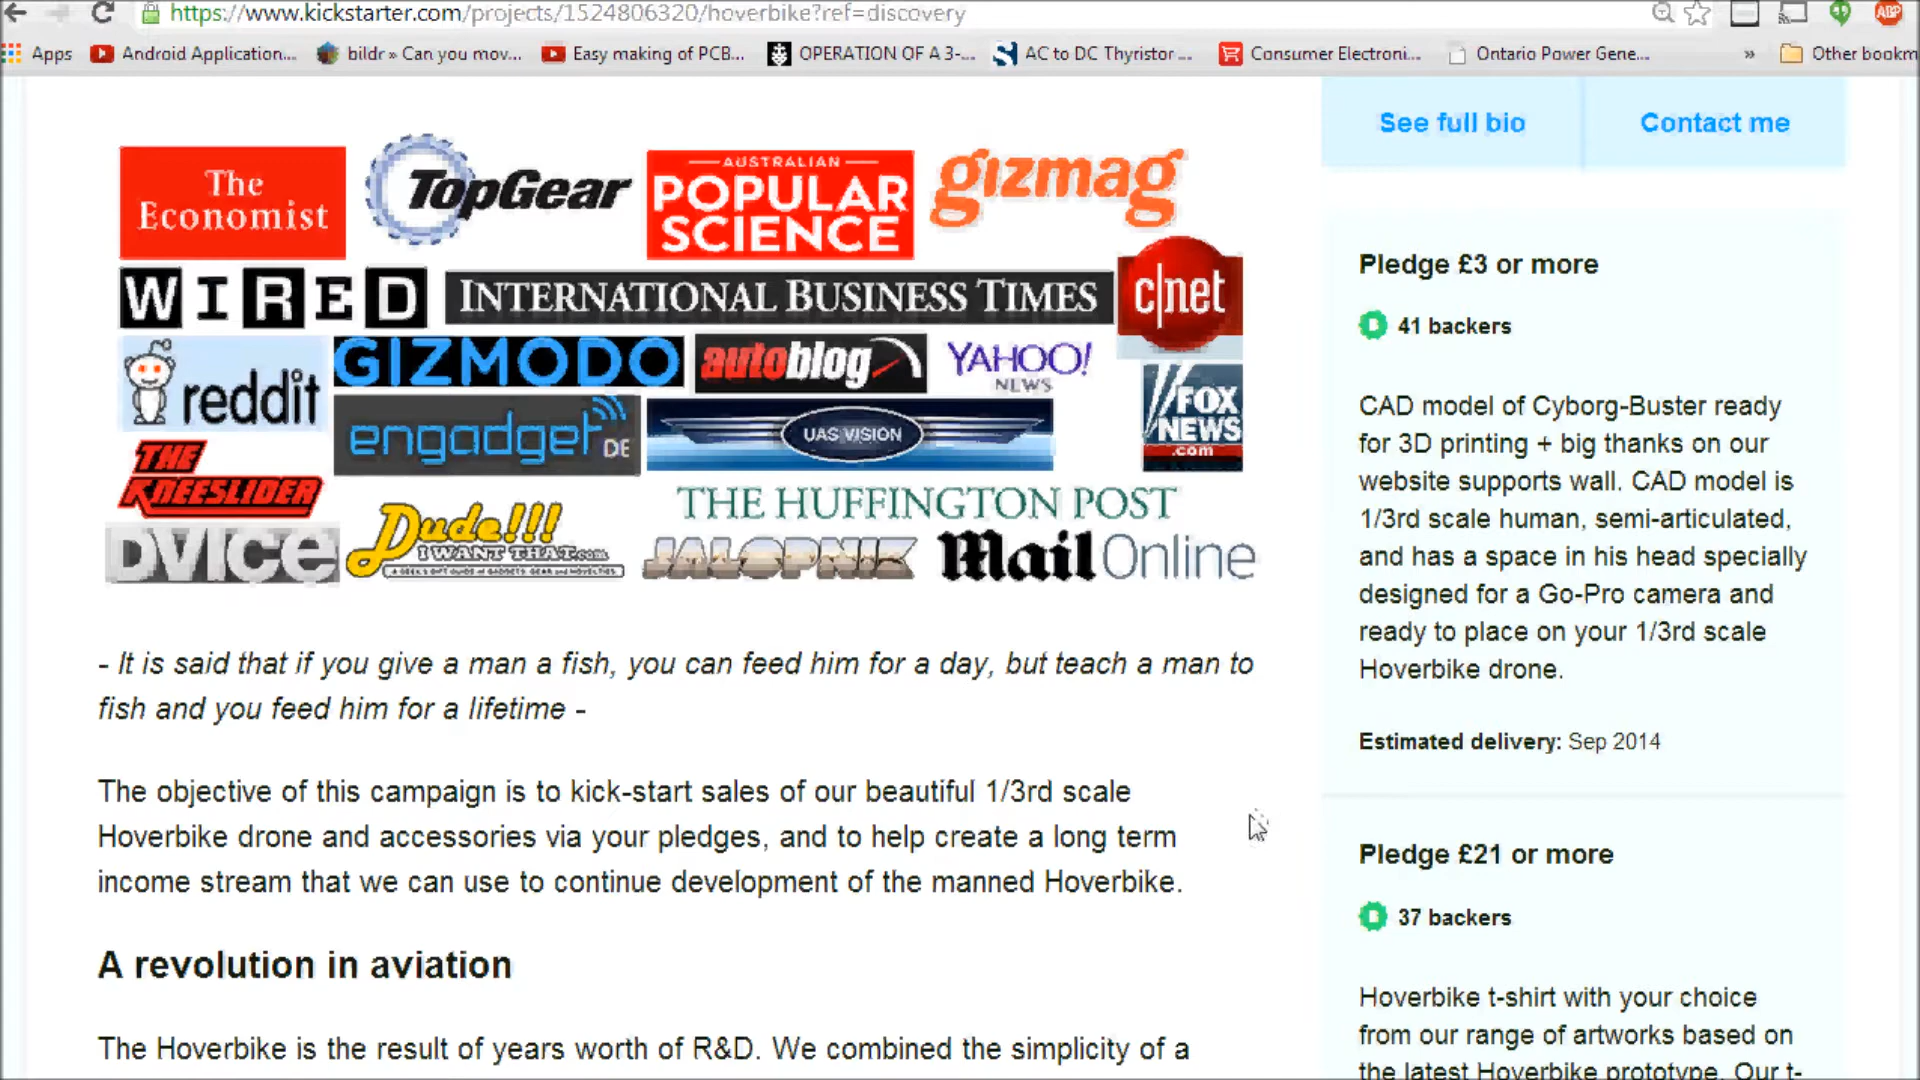 https://www.kickstarter.com/projects/1524806320/hoverbike?ref=discovery
ABP
Apps
Android Application...
bildr » Can you mov...
Easy making of PCB...
OPERATION OF A 3-...
AC to DC Thyristor ...
Consumer Electroni...
Ontario Power Gene...
»
Other bookm
The
Economist
TopGear
AUSTRALIAN
POPULAR
SCIENCE
gizmag
WIRED
INTERNATIONAL BUSINESS TIMES
c|net
reddit
GIZMODO
autoblog
YAHOO!
NEWS
FOX
NEWS
.com
engadget DE
UAS VISION
THE
KNEESLIDER
DVICE
Dude!!!
I WANT THAT.com
THE HUFFINGTON POST
JALOPNIK
Mail Online
- It is said that if you give a man a fish, you can feed him for a day, but teach a man to
fish and you feed him for a lifetime -
The objective of this campaign is to kick-start sales of our beautiful 1/3rd scale
Hoverbike drone and accessories via your pledges, and to help create a long term
income stream that we can use to continue development of the manned Hoverbike.
A revolution in aviation
The Hoverbike is the result of years worth of R&D. We combined the simplicity of a
See full bio
Contact me
Pledge £3 or more
41 backers
CAD model of Cyborg-Buster ready
for 3D printing + big thanks on our
website supports wall. CAD model is
1/3rd scale human, semi-articulated,
and has a space in his head specially
designed for a Go-Pro camera and
ready to place on your 1/3rd scale
Hoverbike drone.
Estimated delivery: Sep 2014
Pledge £21 or more
37 backers
Hoverbike t-shirt with your choice
from our range of artworks based on
the latest Hoverbike prototype. Our t-